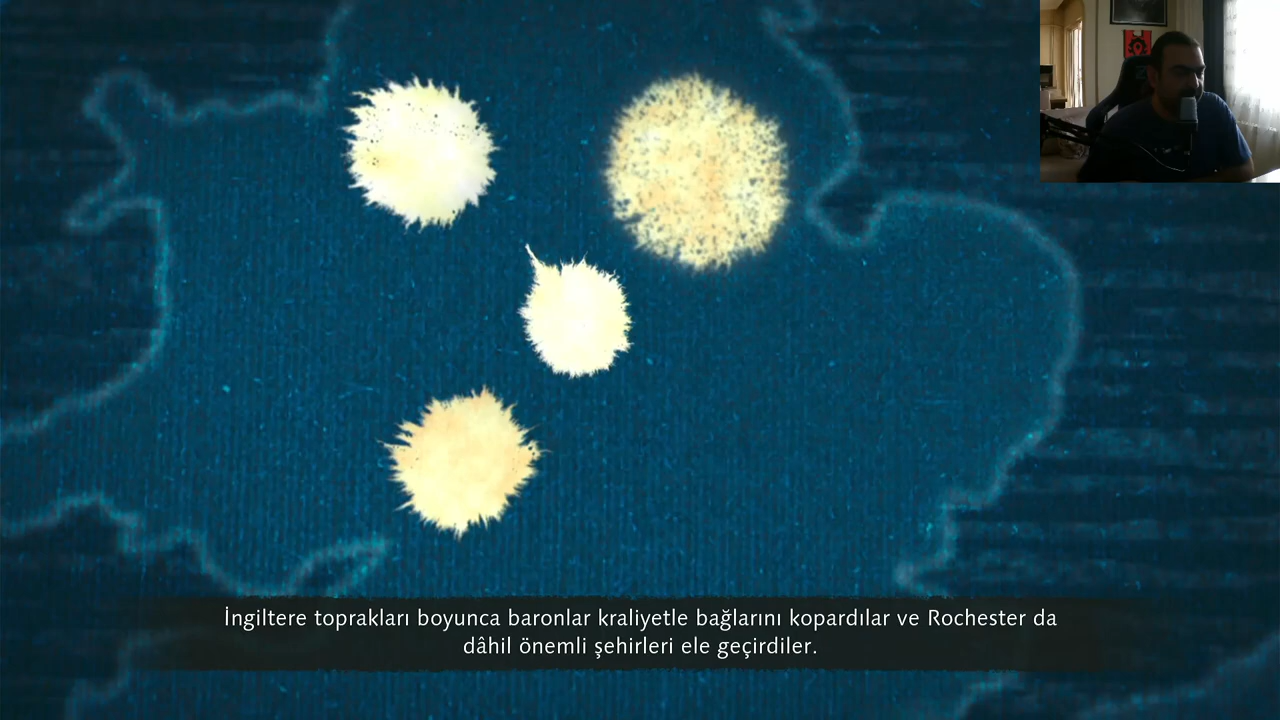 İngiltere toprakları boyunca baronlar kraliyetle bağlarını kopardılar ve Rochester da
dâhil önemli şehirleri ele geçirdiler.